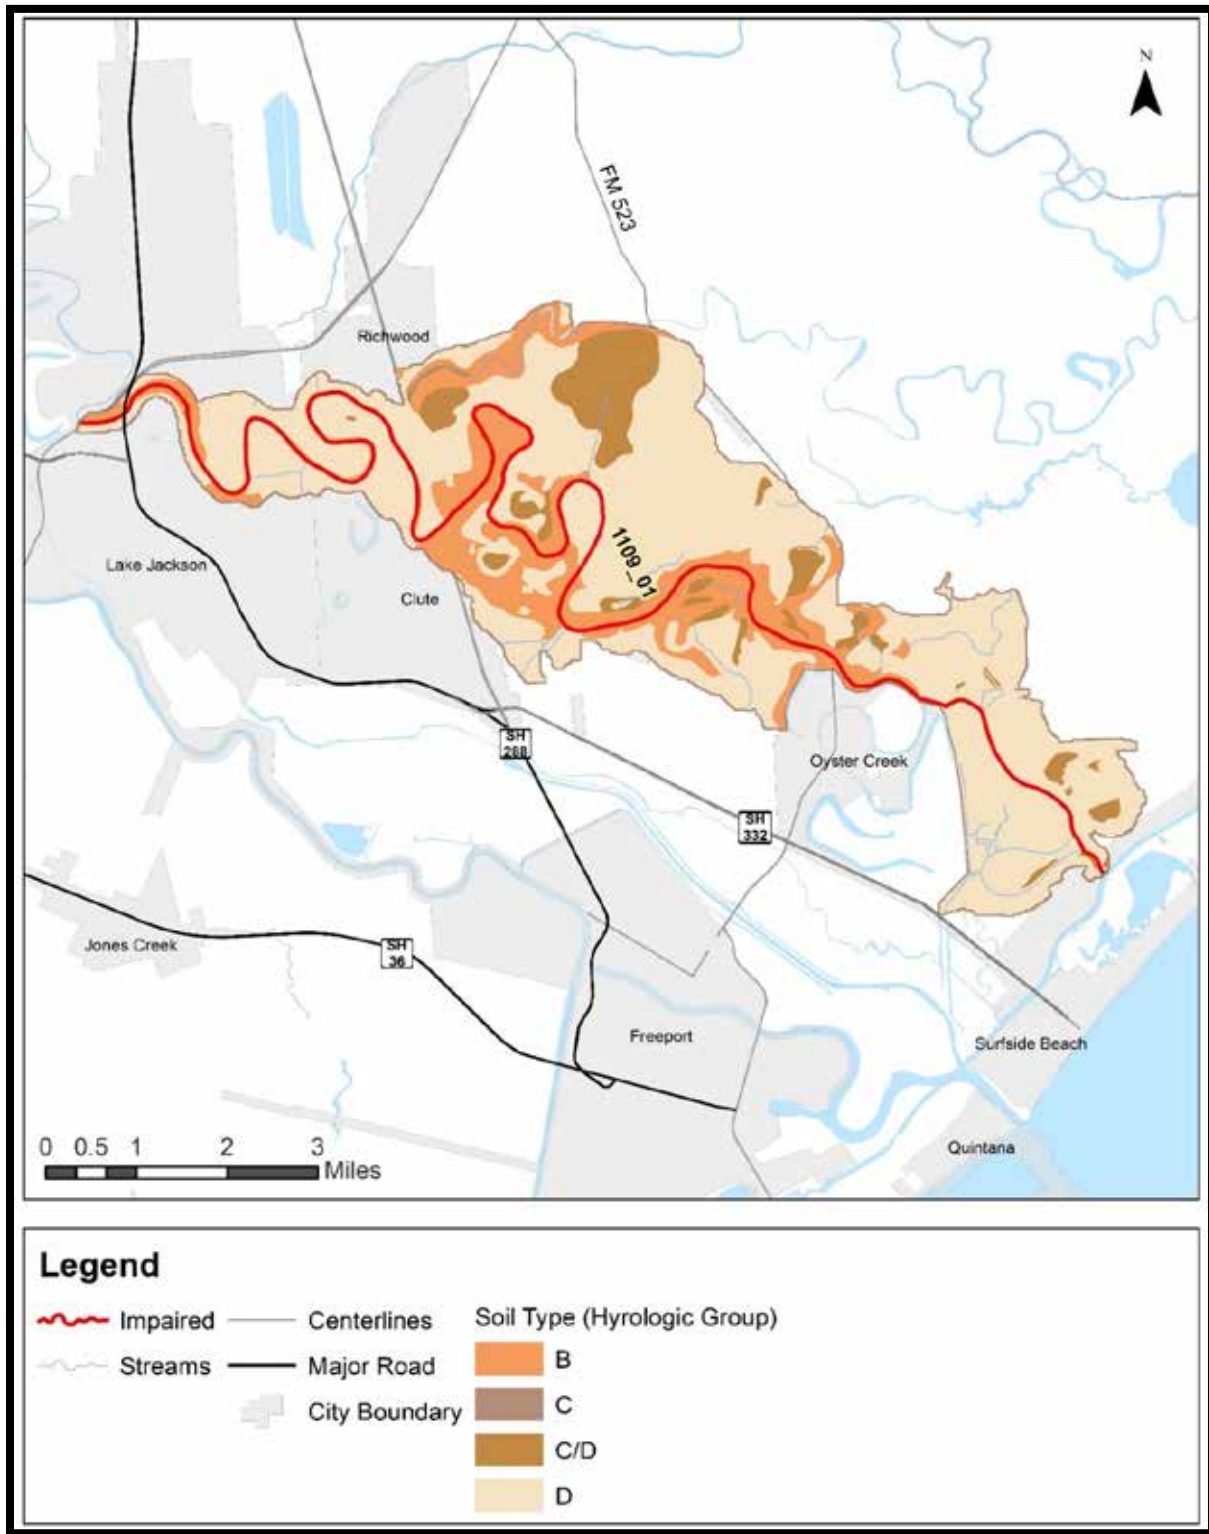 N
FM 523
Richwood
1109_01
Lake Jackson
Clute
SH
288
Oyster Creek
SH
332
Jones Creek
SH
36
Freeport
Surfside Beach
Quintana
0 0.5 1 2 3
Miles
Legend
Impaired
Centerlines
Streams
Major Road
City Boundary
Soil Type (Hyrologic Group)
B
C
C/D
D